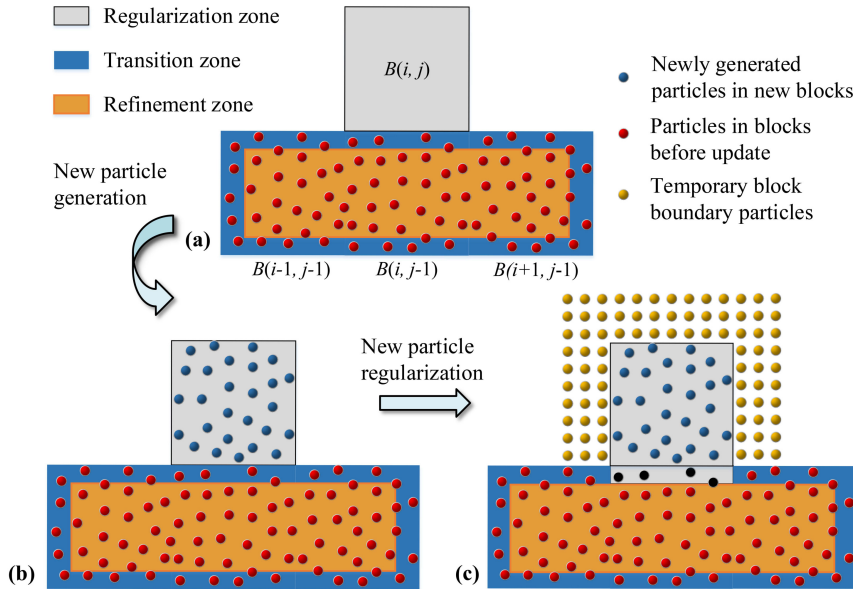 Regularization zone
Transition zone
Refinement zone
B(i, j)
Newly generated
particles in new blocks
Particles in blocks
before update
Temporary block
boundary particles
New particle
generation
(a)
B(i-1, j-1)
B(i, j-1)
B(i+1, j-1)
New particle
regularization
(b)
(c)